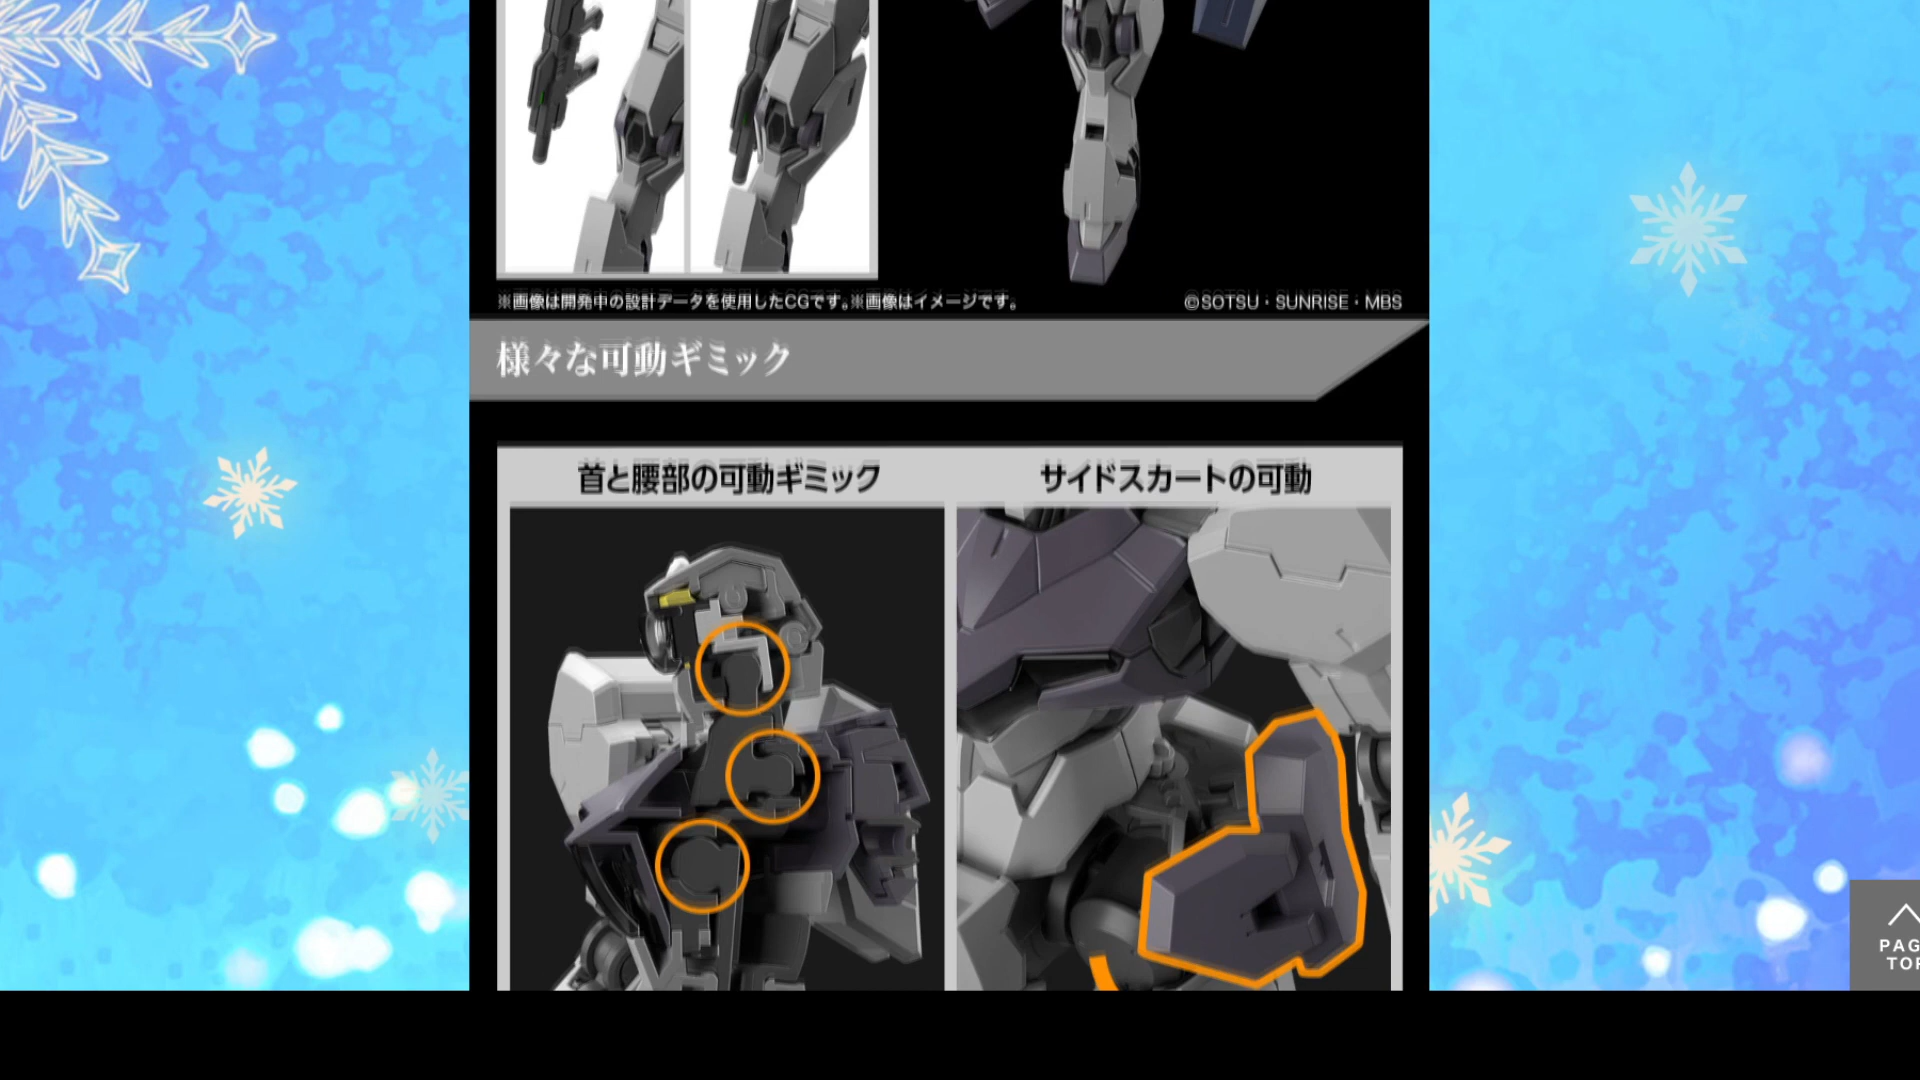 ※画像は開発中の設計データを使用したCGです。※画像はイメージです。
©SOTSU・SUNRISE・MBS
様々な可動ギミック
首と腰部の可動ギミック
サイドスカートの可動
PAG
TOP